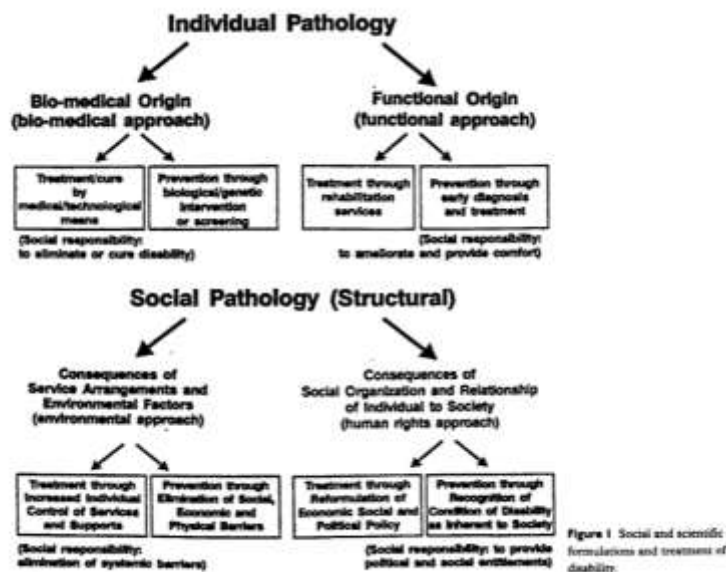 Individual Pathology
Bio-medical Origin
(bio-medical approach)
Functional Origin
(functional approach)
Treatment/cure
by
medical/technological
means
Prevention through
biological/genetic
intervention
or screening
Treatment through
rehabilitation
services
Prevention through
early diagnosis
and treatment
(Social responsibility:
to eliminate or cure disability)
(Social responsibility:
to ameliorate and provide comfort)
Social Pathology (Structural)
Consequences of
Service Arrangements and
Environmental Factors
(environmental approach)
Consequences of
Social Organization and Relationship
of Individual to Society
(human rights approach)
Treatment through
Increased Individual
Control of Services
and Supports
Prevention through
Elimination of Social,
Economic and
Physical Barriers
Treatment through
Reformulation of
Economic Social and
Political Policy
Prevention through
Recognition of
Condition of Disability
as Inherent to Society
(Social responsibility:
elimination of systemic barriers)
(Social responsibility: to provide
political and social entitlements)
Figure 1 Social and scientific
formulations and treatment of
disability.